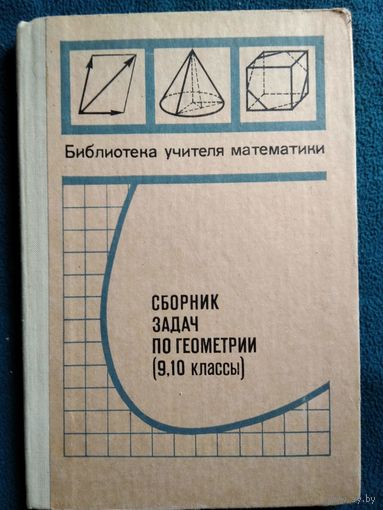 Библиотека учителя математики
СБОРНИК
ЗАДАЧ
ПО ГЕОМЕТРИИ
(9,10 классы)